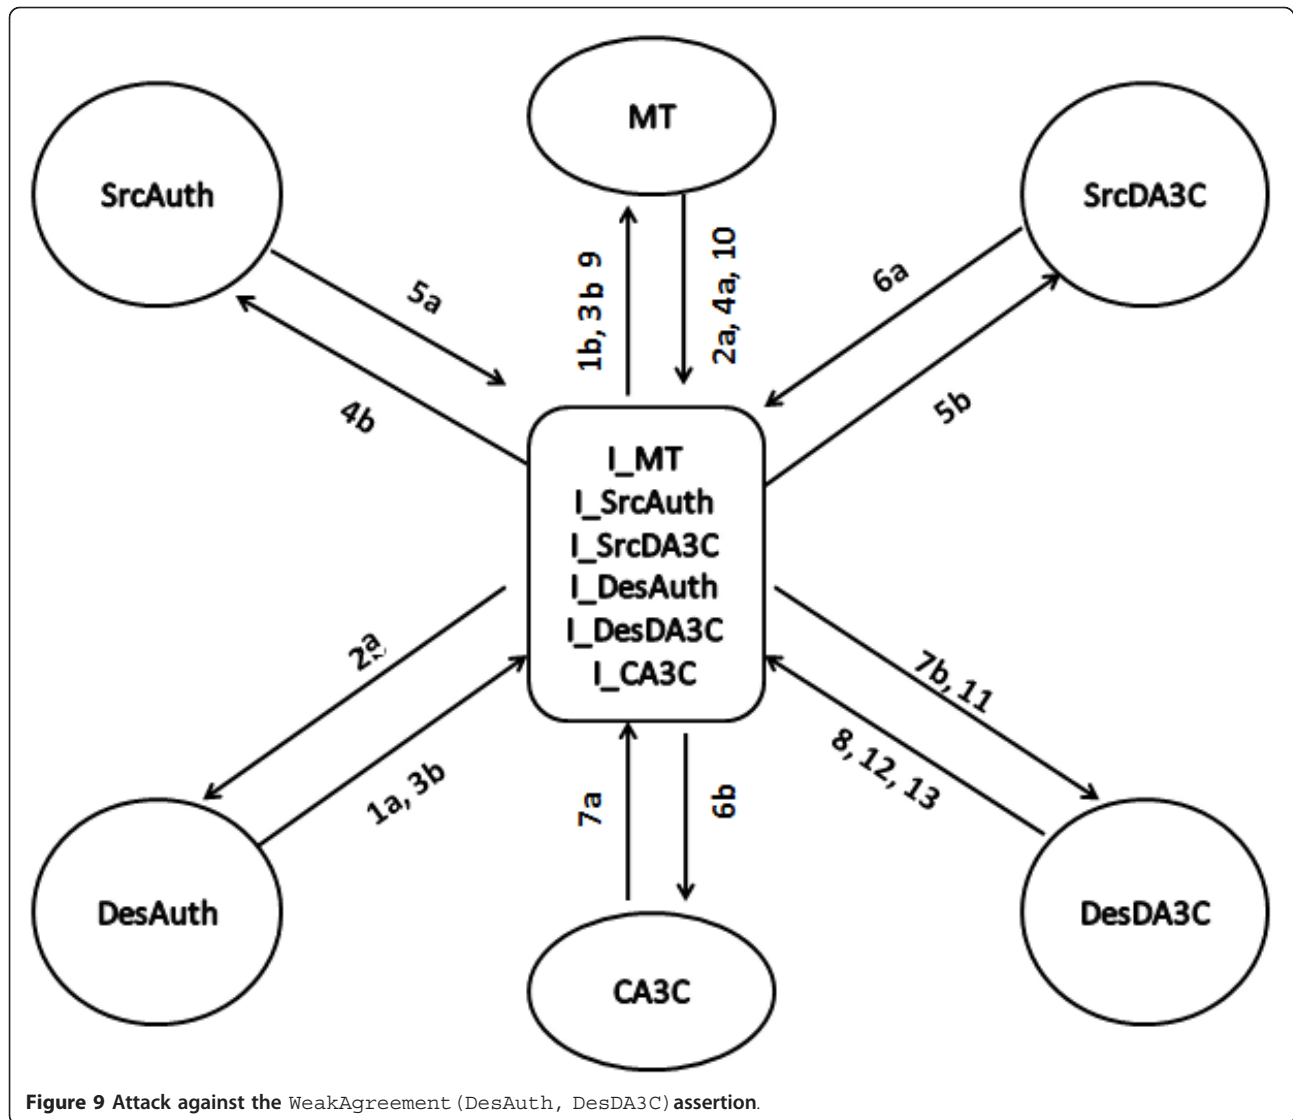 MT
SrcAuth
SrcDA3C
5a
4b
1b, 3b 9
2a, 4a, 10
6a
5b
I_MT
I_SrcAuth
I_SrcDA3C
I_DesAuth
I_DesDA3C
I_CA3C
2a
1a, 3b
7a
6b
7b, 11
8, 12, 13
DesAuth
DesDA3C
CA3C
Figure 9 Attack against the WeakAgreement(DesAuth, DesDA3C) assertion.